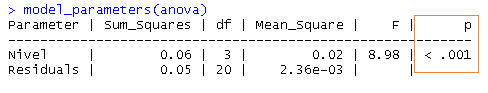 > model_parameters(anova)
Parameter | Sum_Squares | df | Mean_Square | F | p
-------------------------------------------------------------
Nivel | 0.06 | 3 | 0.02 | 8.98 | < .001
Residuals | 0.05 | 20 | 2.36e-03 | |